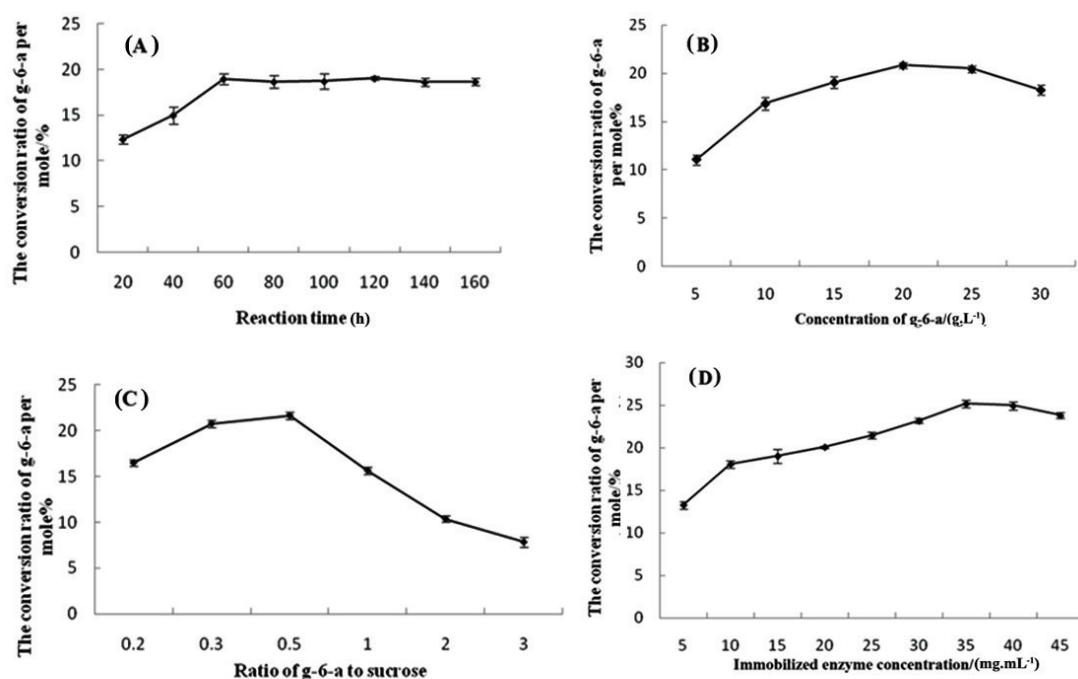 (A)
The conversion ratio of g-6-a per
mole/%
25
20
15
10
5
0
20 40 60 80 100 120 140 160
Reaction time (h)
(B)
The conversion ratio of g-6-a
per mole%
25
20
15
10
5
0
5 10 15 20 25 30
Concentration of g-6-a/(g.L-1)
(C)
The conversion ratio of g-6-a per
mole%
25
20
15
10
5
0
0.2 0.3 0.5 1 2 3
Ratio of g-6-a to sucrose
(D)
The conversion ratio of g-6-a per
mole/%
30
25
20
15
10
5
0
5 10 15 20 25 30 35 40 45
Immobilized enzyme concentration/(mg.mL-1)